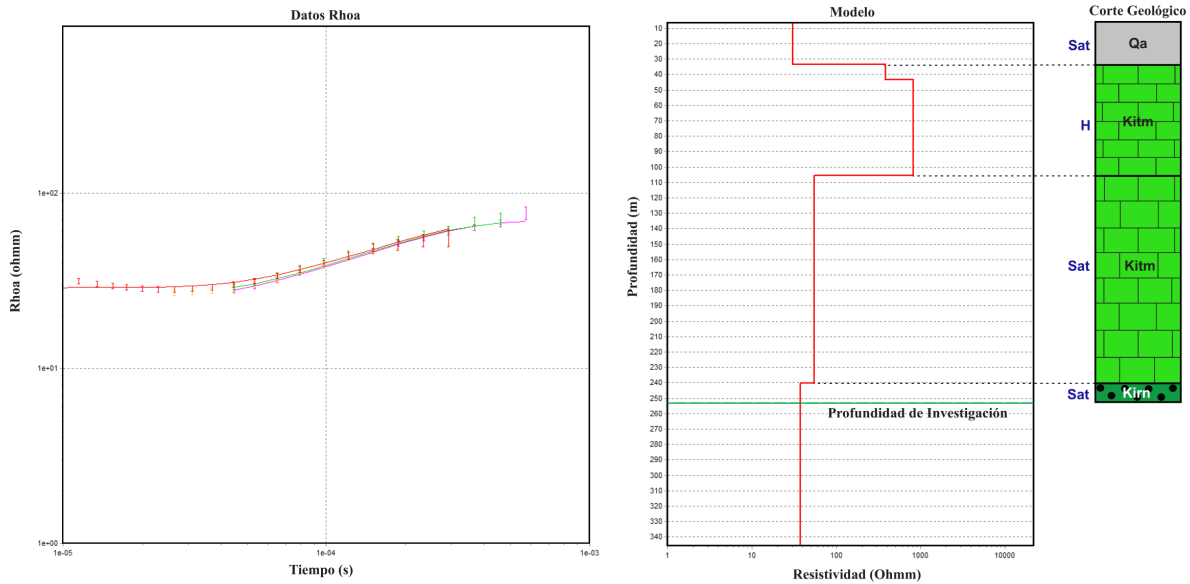 Datos Rhoa
Rhoa (ohmm)
1e+02
1e+01
1e+00
1e-05
1e-04
1e-03
Tiempo (s)
Modelo
Profundidad (m)
10
20
30
40
50
60
70
80
90
100
110
120
130
140
150
160
170
180
190
200
210
220
230
240
250
260
270
280
290
300
310
320
330
340
Profundidad de Investigación
1
10
100
1000
10000
Resistividad (Ohmm)
Corte Geológico
Sat
Qa
H
Kitm
Sat
Kitm
Sat
Kirn